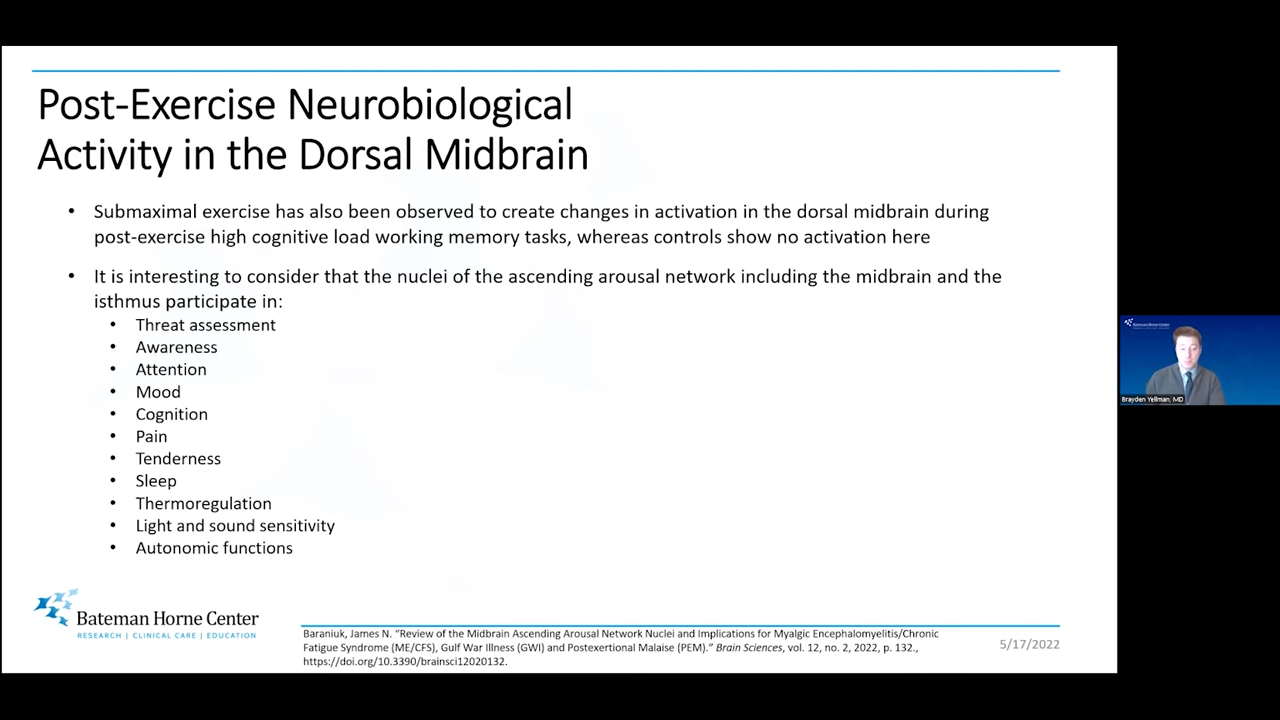 Post-Exercise Neurobiological
Activity in the Dorsal Midbrain
• Submaximal exercise has also been observed to create changes in activation in the dorsal midbrain during
post-exercise high cognitive load working memory tasks, whereas controls show no activation here
• It is interesting to consider that the nuclei of the ascending arousal network including the midbrain and the
isthmus participate in:
• Threat assessment
• Awareness
• Attention
• Mood
• Cognition
• Pain
• Tenderness
• Sleep
• Thermoregulation
• Light and sound sensitivity
• Autonomic functions
Bateman Horne Center
RESEARCH | CLINICAL CARE | EDUCATION
Baraniuk, James N. “Review of the Midbrain Ascending Arousal Network Nuclei and Implications for Myalgic Encephalomyelitis/Chronic
Fatigue Syndrome (ME/CFS), Gulf War Illness (GWI) and Postexertional Malaise (PEM).” Brain Sciences, vol. 12, no. 2, 2022, p. 132.,
https://doi.org/10.3390/brainsci12020132.
5/17/2022
Bateman Horne Center
Brayden Yellman, MD